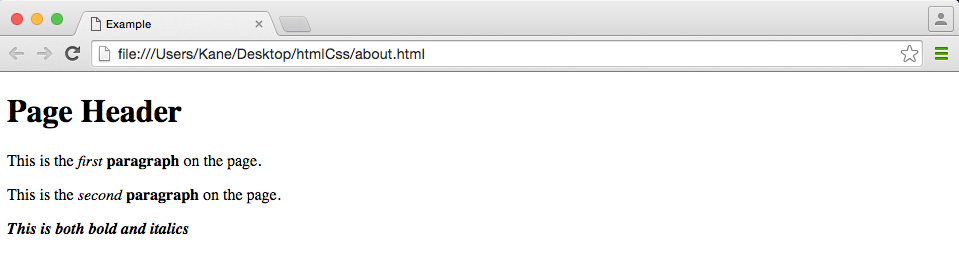 Example
file:///Users/Kane/Desktop/htmlCss/about.html
Page Header
This is the first paragraph on the page.
This is the second paragraph on the page.
This is both bold and italics